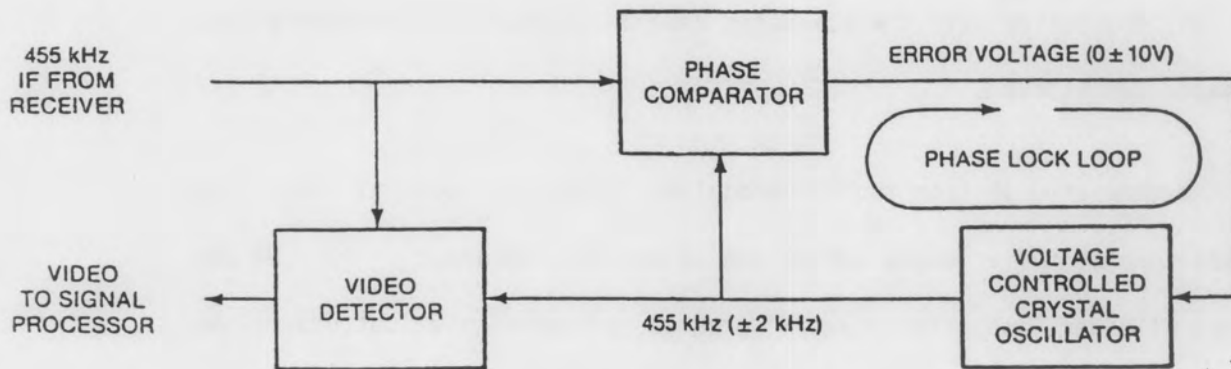 455 kHz
IF FROM
RECEIVER
PHASE
COMPARATOR
ERROR VOLTAGE (0 ± 10V)
PHASE LOCK LOOP
VIDEO
TO SIGNAL
PROCESSOR
VIDEO
DETECTOR
455 kHz (±2 kHz)
VOLTAGE
CONTROLLED
CRYSTAL
OSCILLATOR